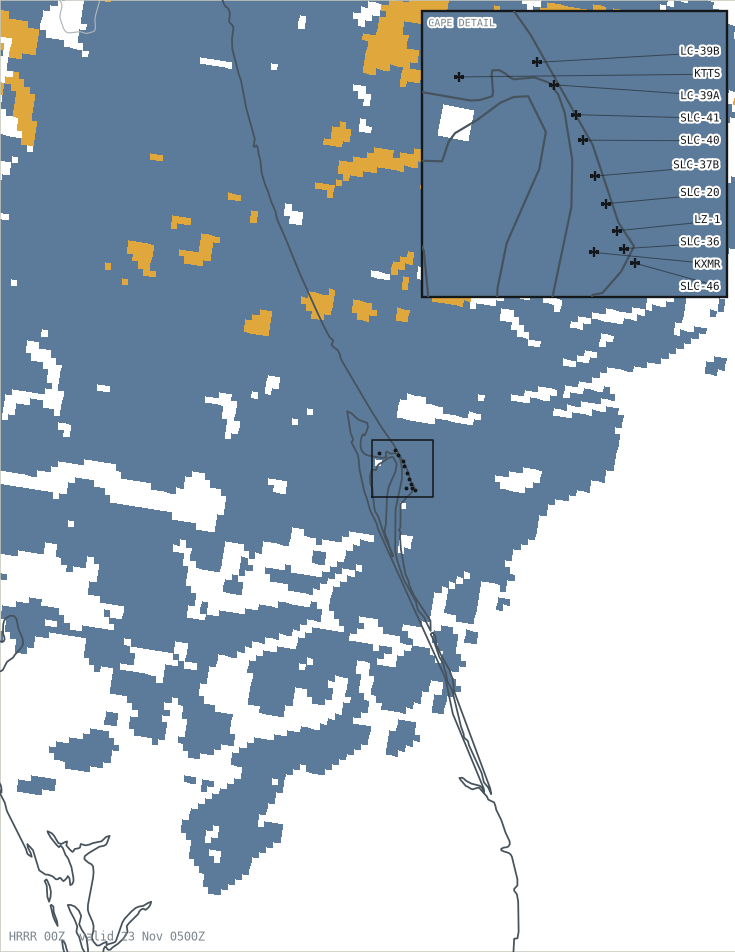 CAPE DETAIL
LC-39B
KTTS
LC-39A
SLC-41
SLC-40
SLC-37B
SLC-20
LZ-1
SLC-36
KXMR
SLC-46
HRRR 00Z valid 23 Nov 0500Z